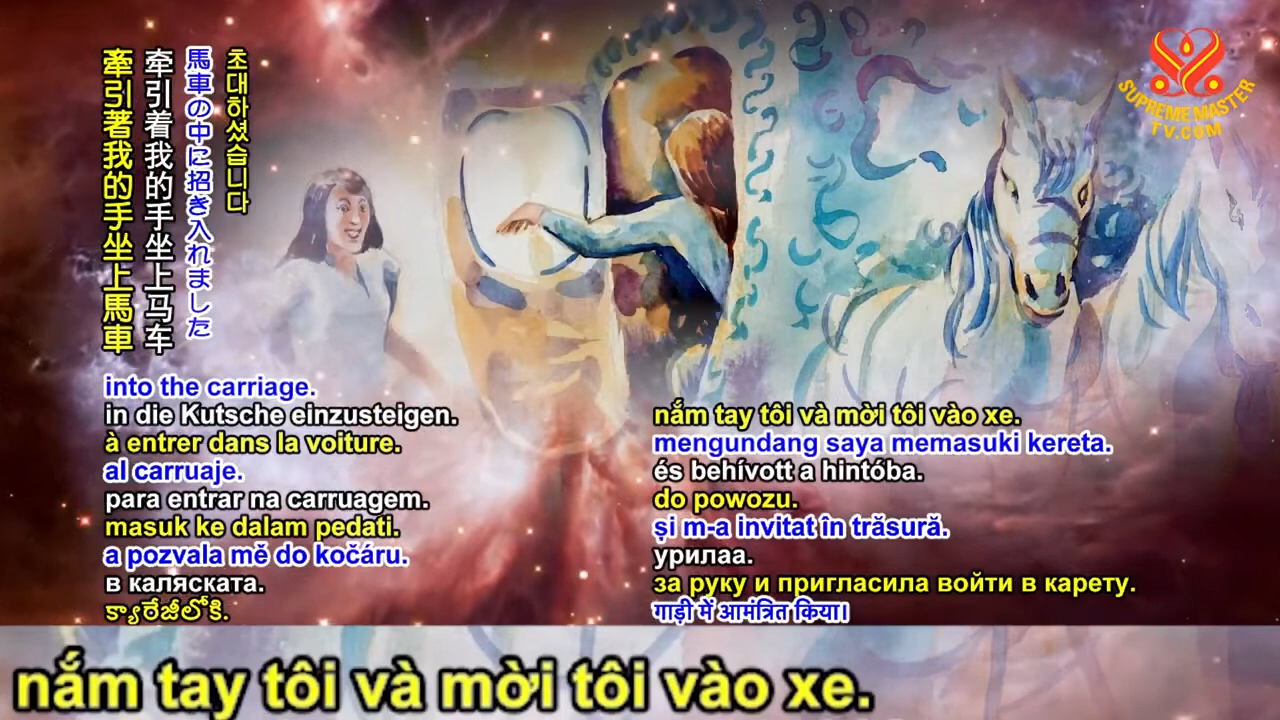 초대하셨습니다
馬車の中に招き入れました
牵引着我的手坐上马车
牽引著我的手坐上馬車
SUPREME MASTER
TV.COM
into the carriage.
in die Kutsche einzusteigen.
à entrer dans la voiture.
al carruaje.
para entrar na carruagem.
masuk ke dalam pedati.
a pozvala mě do kočáru.
в каляската.
క్యారేజీలోకి.
nắm tay tôi và mời tôi vào xe.
mengundang saya memasuki kereta.
és behívott a hintóba.
do powozu.
și m-a invitat în trăsură.
урилаа.
за руку и пригласила войти в карету.
गाड़ी में आमंत्रित किया।
nắm tay tôi và mời tôi vào xe.